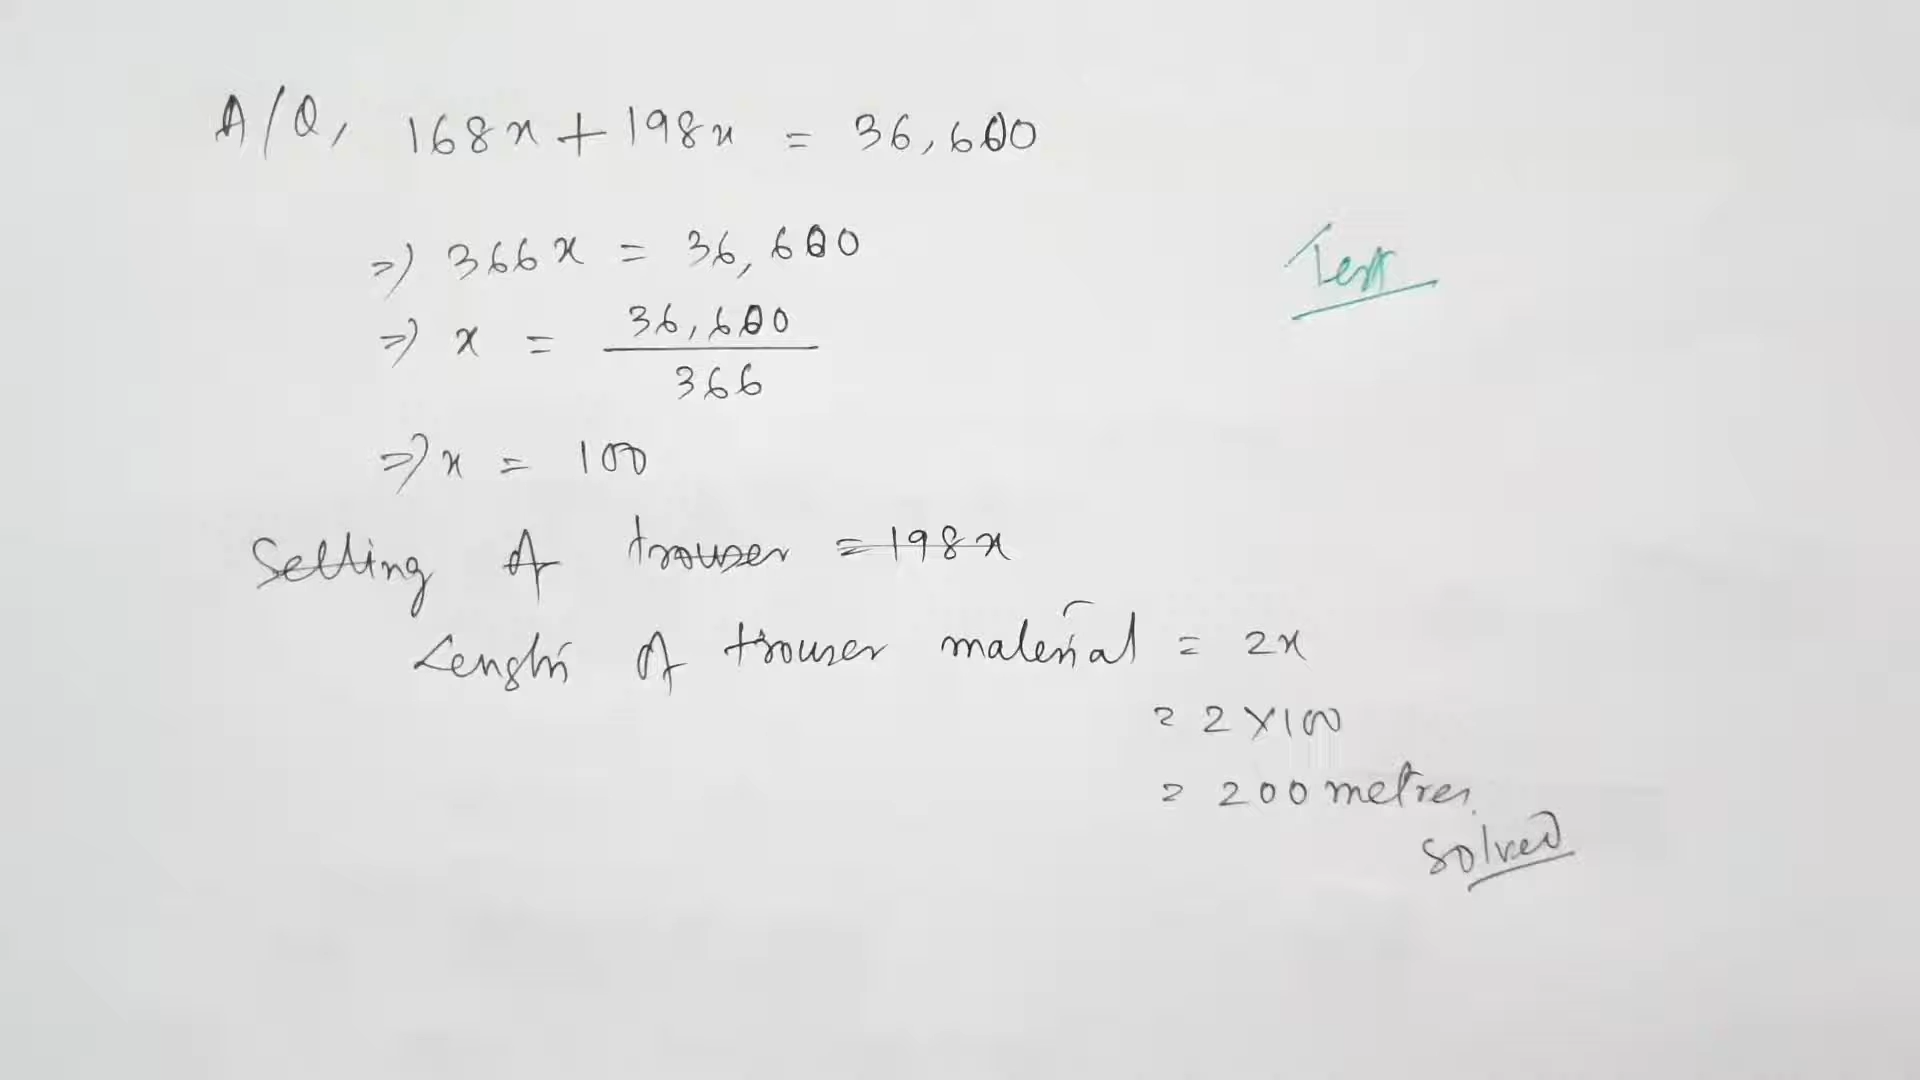 A/Q, 168x + 198x = 36,600
⇒ 366x = 36,600
Test
⇒ x = 36,600
366
⇒ x = 100
Selling of trouser = 198x
Length of trouser material = 2x
= 2 × 100
= 200 metres.
Solved